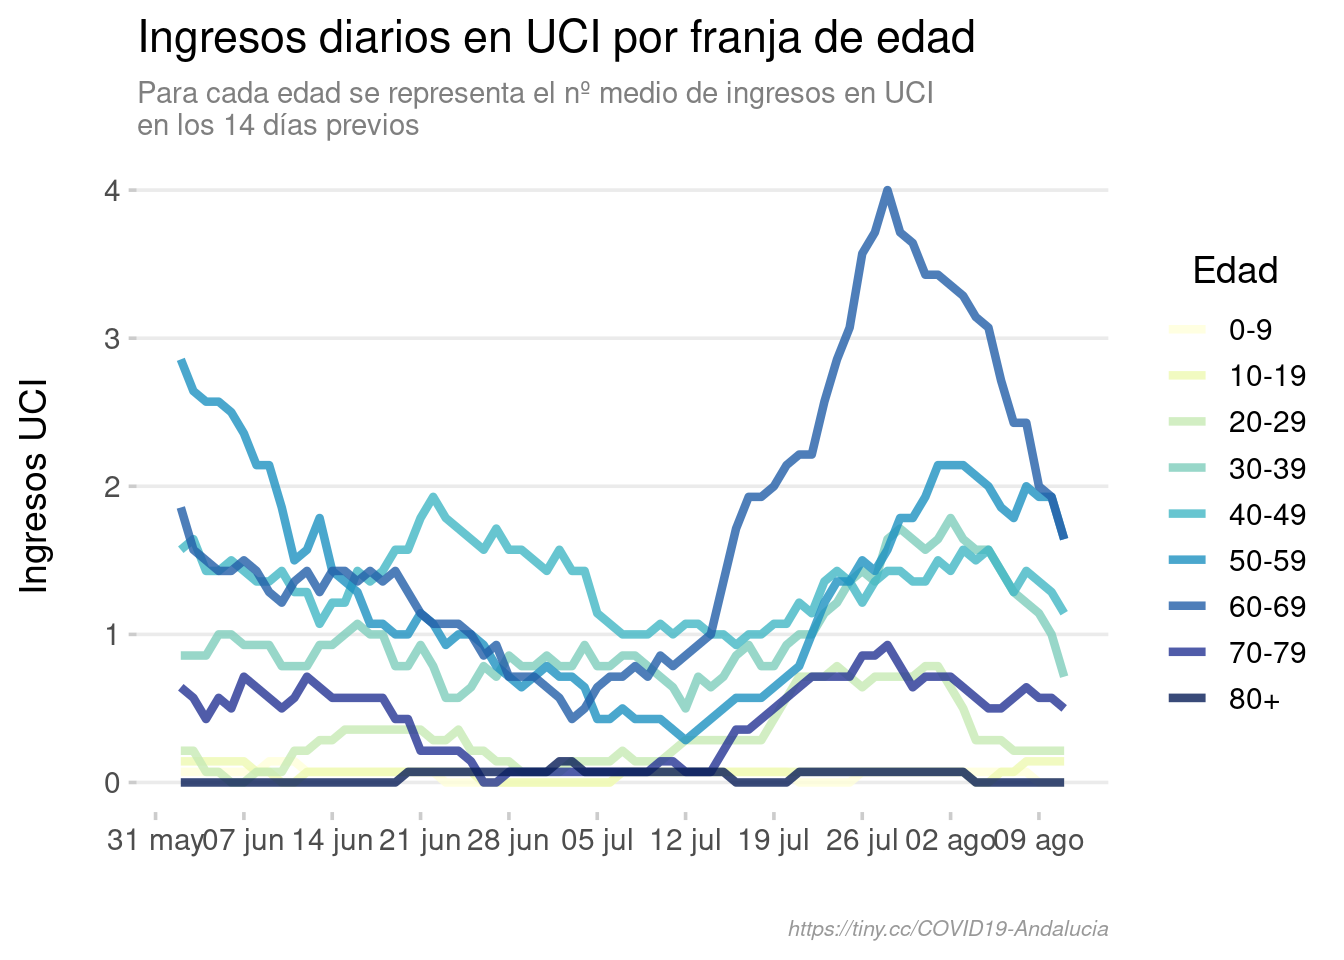 Ingresos diarios en UCI por franja de edad
Para cada edad se representa el nº medio de ingresos en UCI
en los 14 días previos
Ingresos UCI
4
3
2
1
0
31 may
07 jun
14 jun
21 jun
28 jun
05 jul
12 jul
19 jul
26 jul
02 ago
09 ago
Edad
0-9
10-19
20-29
30-39
40-49
50-59
60-69
70-79
80+
https://tiny.cc/COVID19-Andalucia